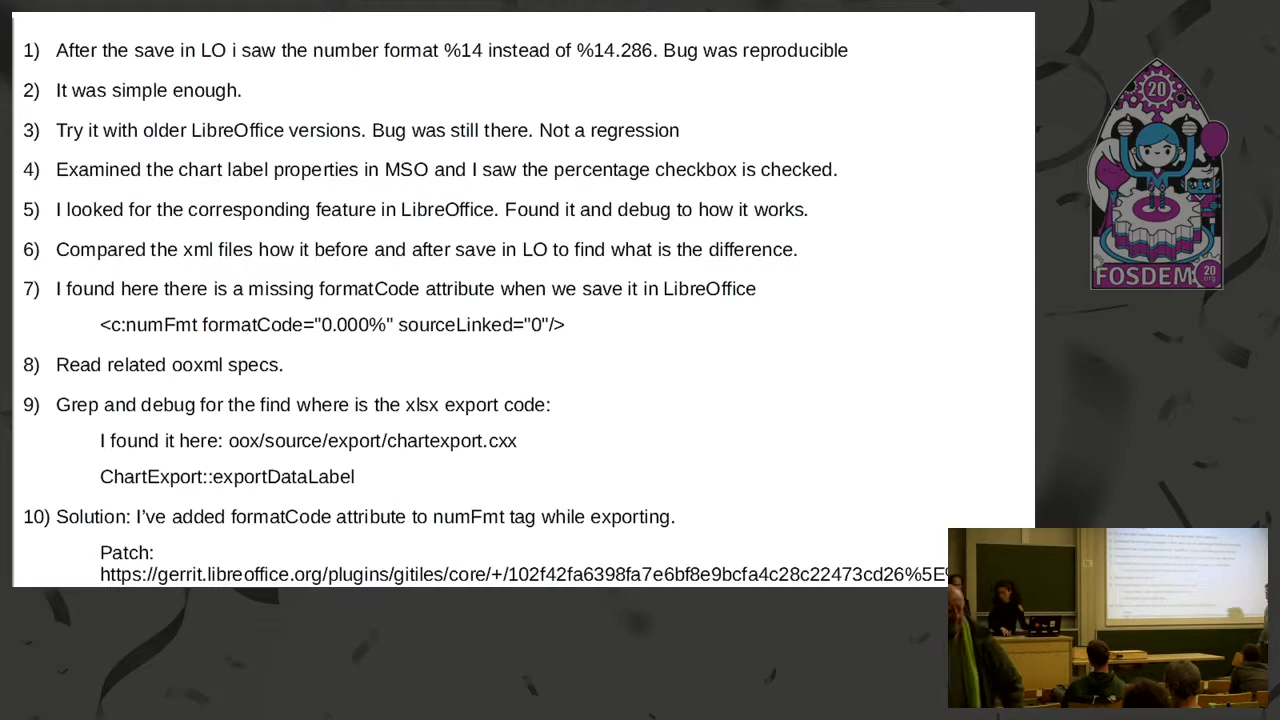 1) After the save in LO i saw the number format %14 instead of %14.286. Bug was reproducible
2) It was simple enough.
3) Try it with older LibreOffice versions. Bug was still there. Not a regression
4) Examined the chart label properties in MSO and I saw the percentage checkbox is checked.
5) I looked for the corresponding feature in LibreOffice. Found it and debug to how it works.
6) Compared the xml files how it before and after save in LO to find what is the difference.
7) I found here there is a missing formatCode attribute when we save it in LibreOffice
<c:numFmt formatCode="0.000%" sourceLinked="0"/>
8) Read related ooxml specs.
9) Grep and debug for the find where is the xlsx export code:
I found it here: oox/source/export/chartexport.cxx
ChartExport::exportDataLabel
10) Solution: I’ve added formatCode attribute to numFmt tag while exporting.
Patch:
https://gerrit.libreoffice.org/plugins/gitiles/core/+/102f42fa6398fa7e6bf8e9bcfa4c28c22473cd26%5E
20
FOSDEM
20
.org